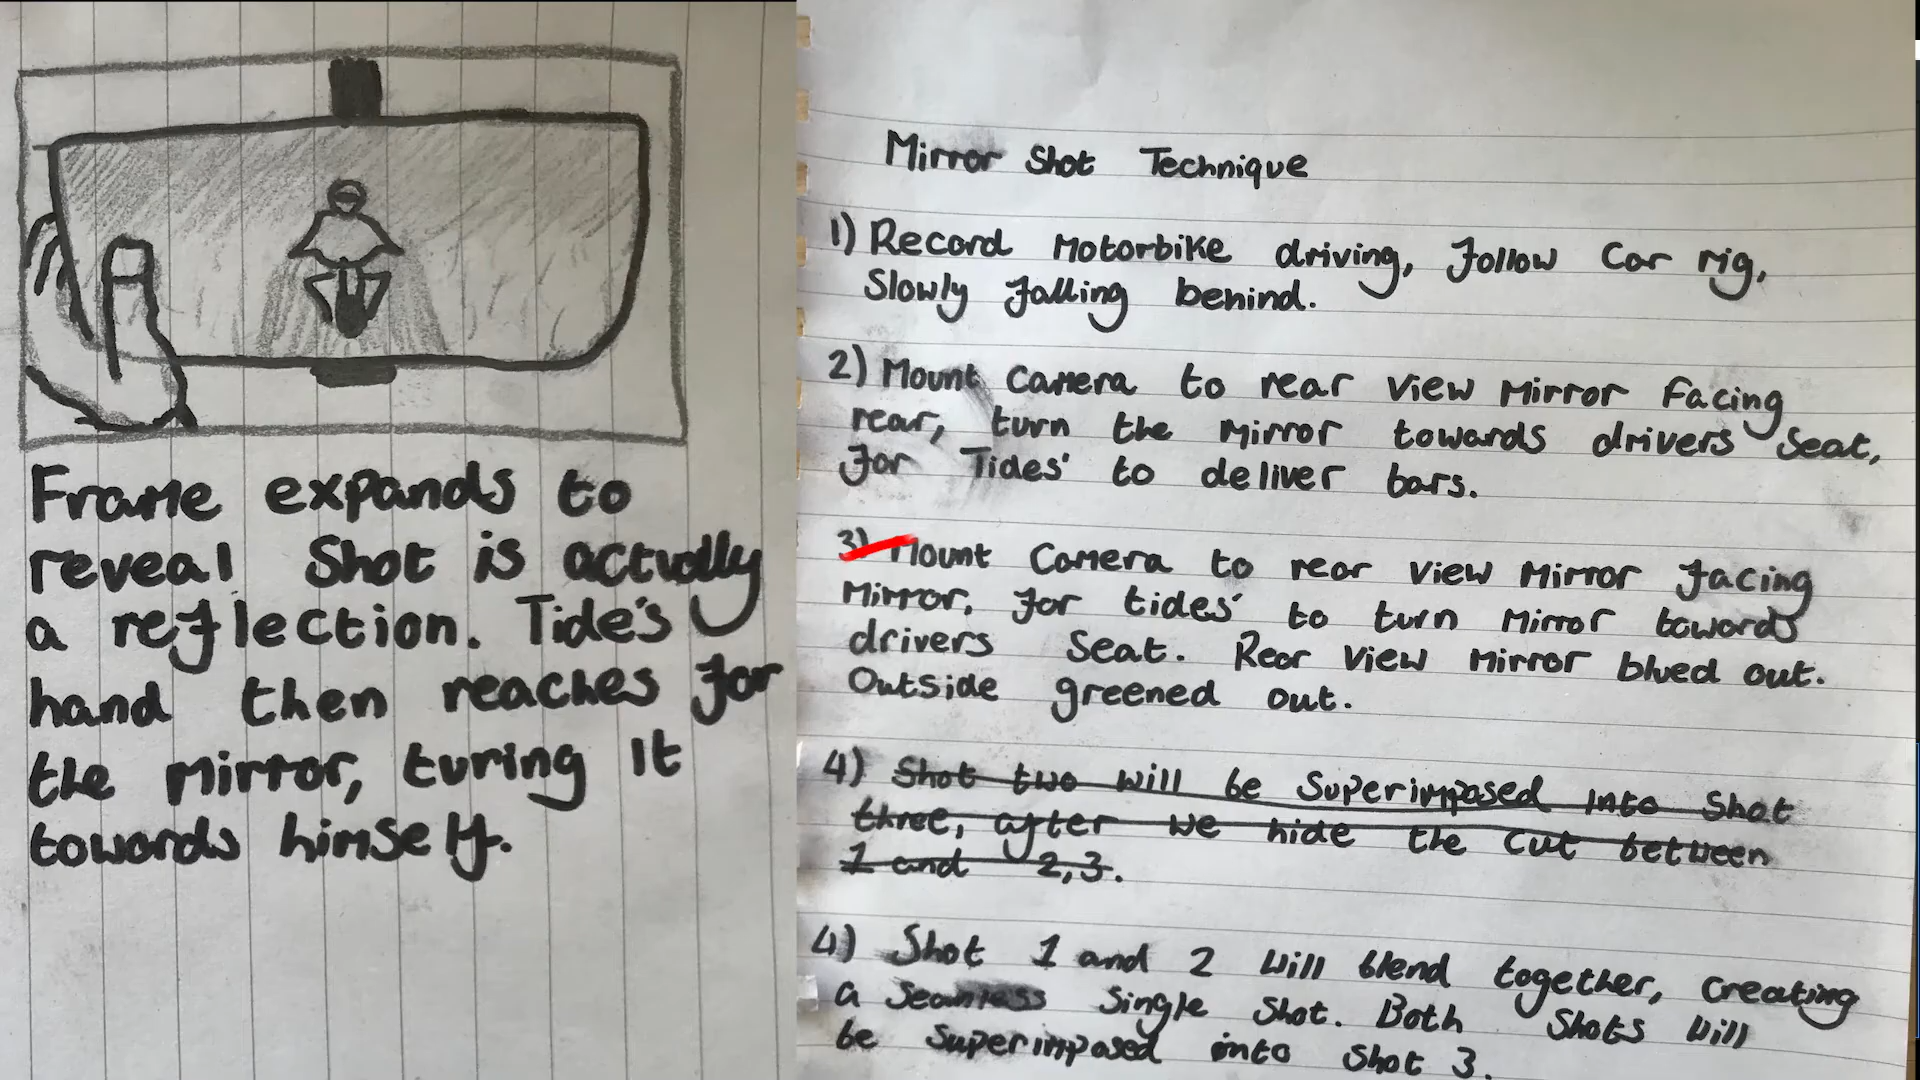 Frame expands to
reveal Shot is actually
a reflection. Tide's
hand then reaches for
the mirror, turing it
towards himself.
Mirror Shot Technique
1) Record Motorbike driving, follow Car rig,
Slowly falling behind.
2) Mount Camera to rear view Mirror Facing
rear, turn the Mirror towards drivers seat,
for Tides' to deliver bars.
3) Mount Camera to rear view Mirror facing
Mirror, for tides' to turn Mirror towards
drivers Seat. Rear View Mirror blued out.
Outside greened out.
4) Shot two will be Superimposed into Shot
three, after we hide the cut between
1 and 2,3.
4) Shot 1 and 2 will blend together, creating
a Seamless Single Shot. Both Shots Will
be Superimposed into Shot 3.